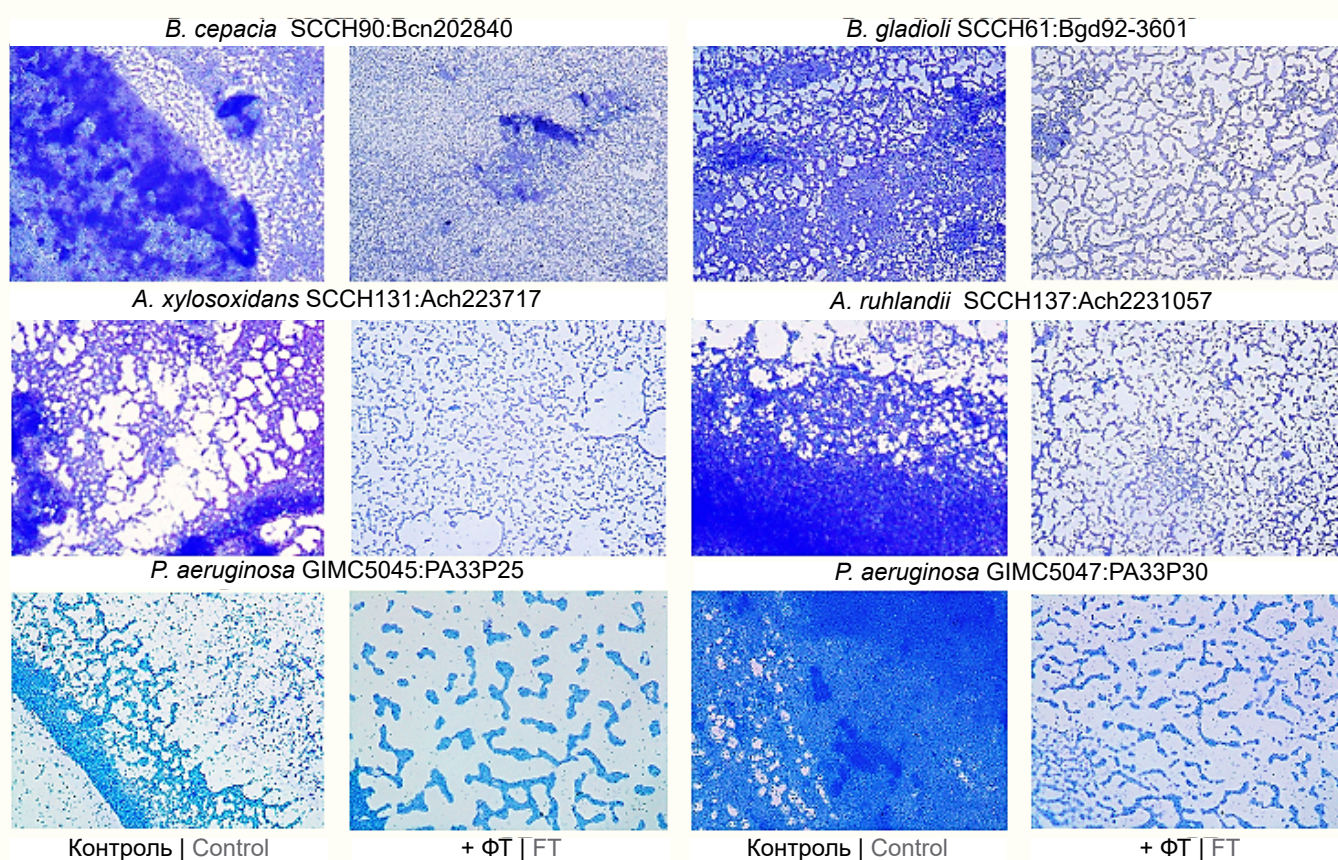 B. cepacia SCCH90:Bcn202840
B. gladioli SCCH61:Bgd92-3601
A. xylosoxidans SCCH131:Ach223717
A. ruhlandii SCCH137:Ach2231057
P. aeruginosa GIMC5045:PA33P25
P. aeruginosa GIMC5047:PA33P30
Контроль | Control
+ ФТ | FT
Контроль | Control
+ ФТ | FT